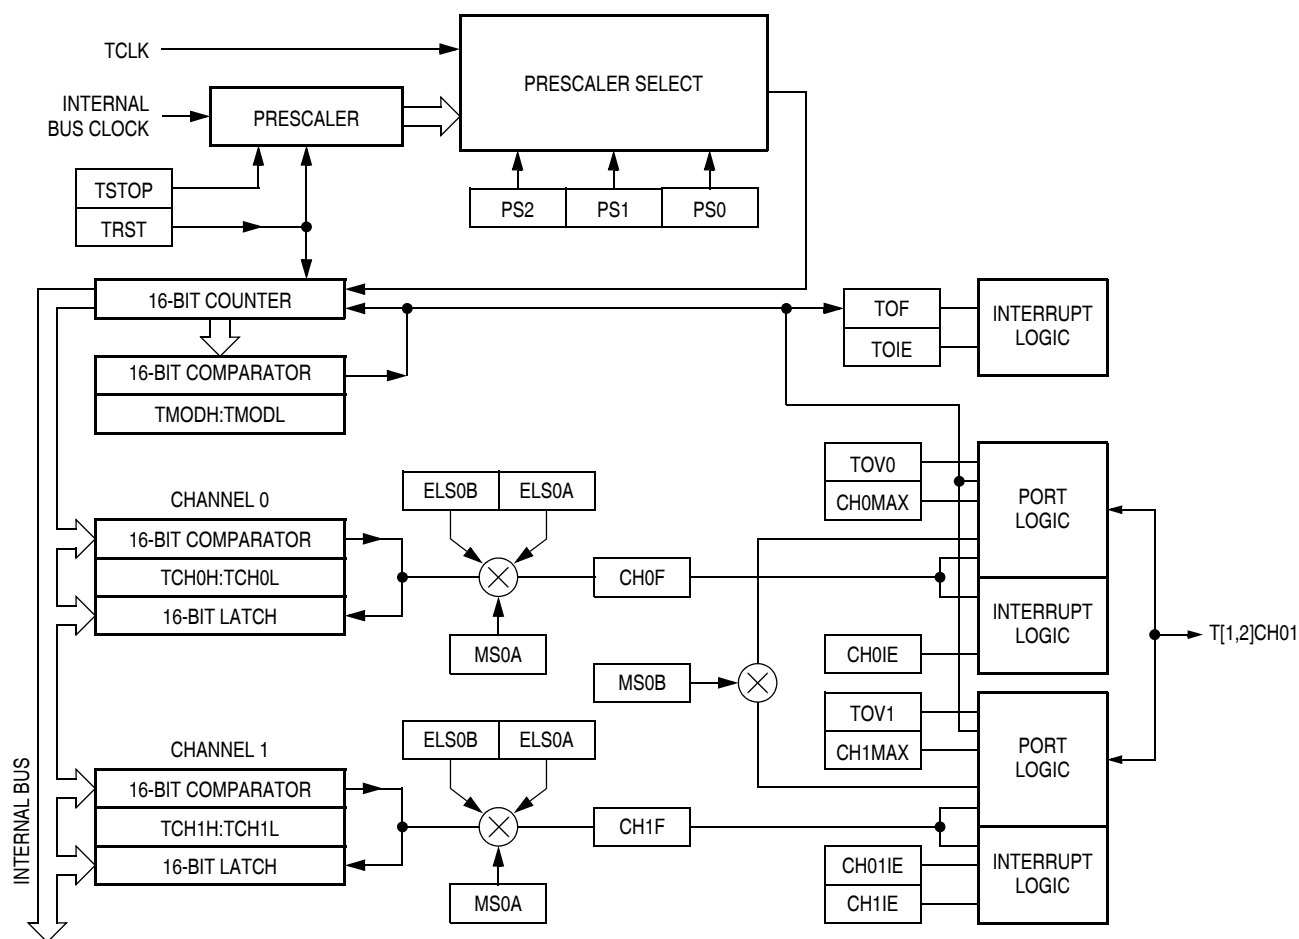 TCLK
PRESCALER SELECT
INTERNAL
BUS CLOCK
PRESCALER
TSTOP
TRST
PS2
PS1
PS0
16-BIT COUNTER
16-BIT COMPARATOR
TMODH:TMODL
TOF
TOIE
INTERRUPT
LOGIC
CHANNEL 0
16-BIT COMPARATOR
TCH0H:TCH0L
16-BIT LATCH
ELS0B
ELS0A
MS0A
CH0F
TOV0
CH0MAX
PORT
LOGIC
INTERRUPT
LOGIC
CH0IE
MS0B
T[1,2]CH01
CHANNEL 1
16-BIT COMPARATOR
TCH1H:TCH1L
16-BIT LATCH
ELS0B
ELS0A
MS0A
CH1F
TOV1
CH1MAX
PORT
LOGIC
INTERRUPT
LOGIC
CH01IE
CH1IE
INTERNAL BUS